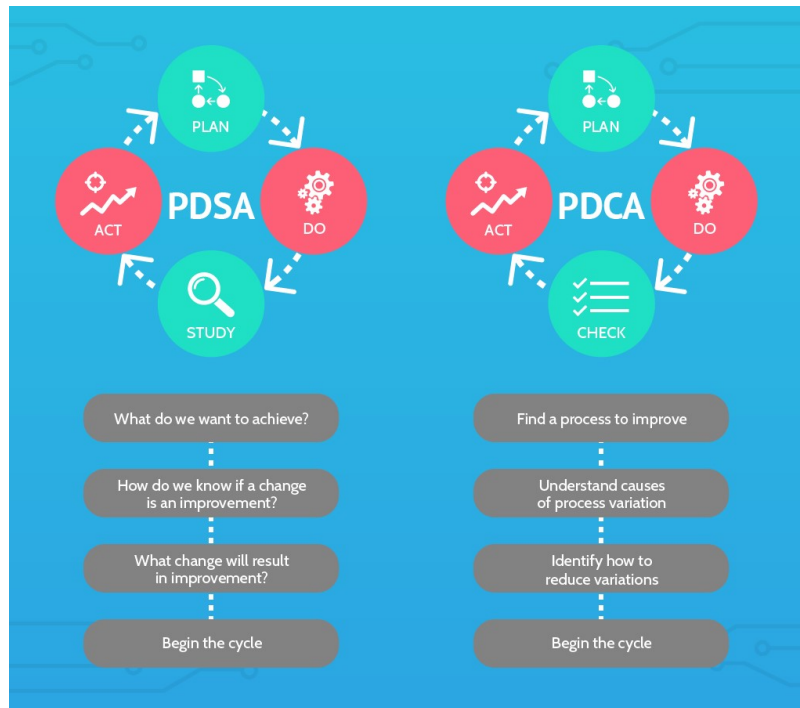 PLAN
ACT
PDSA
DO
STUDY
What do we want to achieve?
How do we know if a change
is an improvement?
What change will result
in improvement?
Begin the cycle
PLAN
ACT
PDCA
DO
CHECK
Find a process to improve
Understand causes
of process variation
Identify how to
reduce variations
Begin the cycle